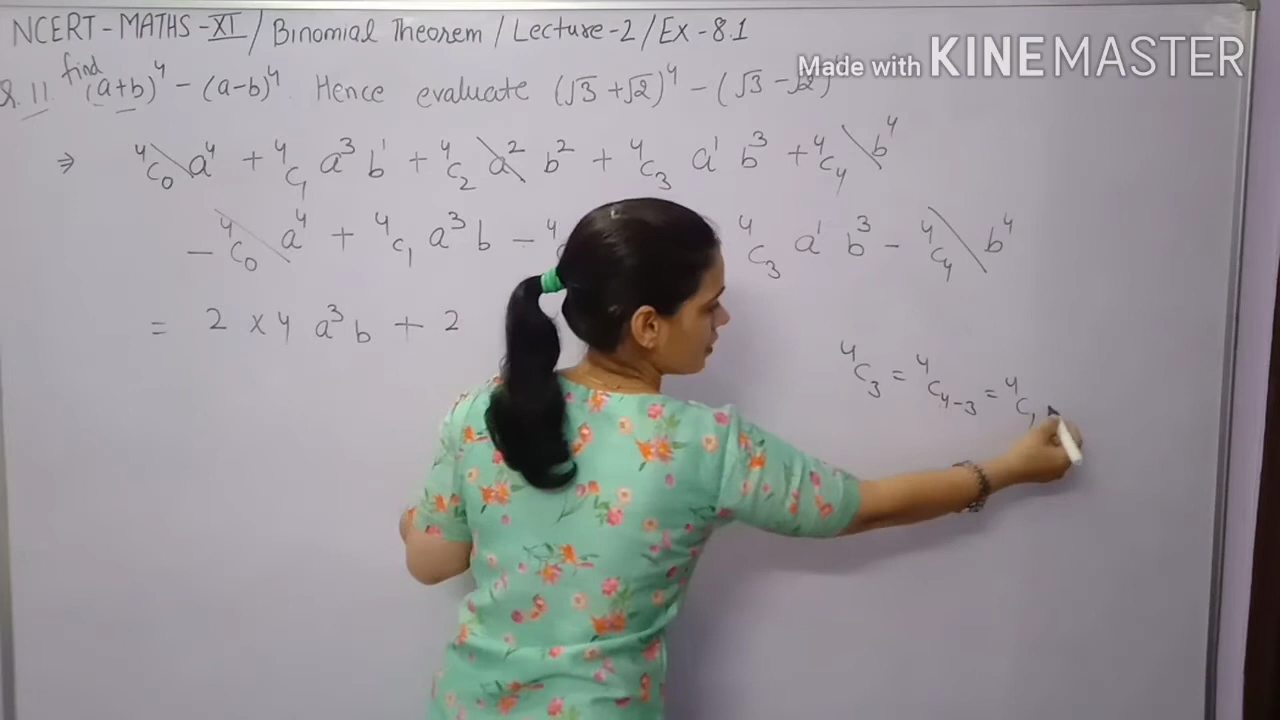 NCERT-MATHS-XI / Binomial Theorem / Lecture-2 / Ex-8.1
Made with KINEMASTER
Q.11 find (a+b)⁴ - (a-b)⁴. Hence evaluate (√3+√2)⁴ - (√3-√2)
⇒ ⁴C₀ a⁴ + ⁴C₁ a³ b¹ + ⁴C₂ a² b² + ⁴C₃ a¹ b³ + ⁴C₄ b⁴
- ⁴C₀ a⁴ + ⁴C₁ a³ b - ⁴C ⁴C₃ a¹ b³ - ⁴C₄ b⁴
= 2 × 4 a³ b + 2
⁴C₃ = ⁴C₄₋₃ = ⁴C₁